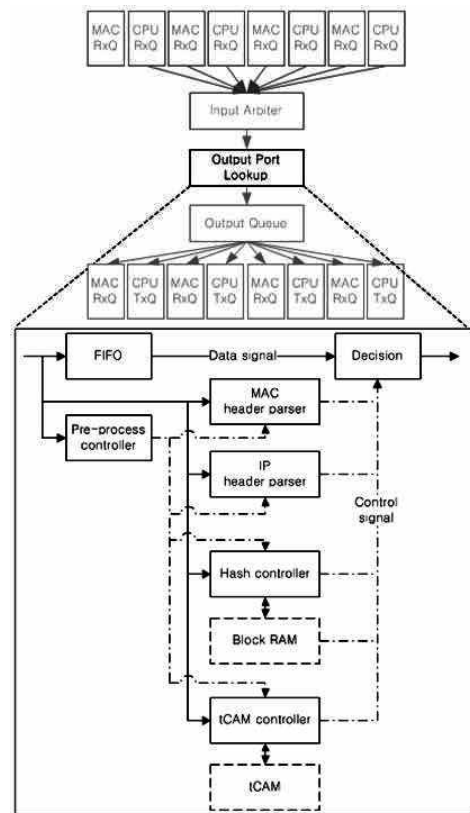 MAC RxQ
CPU RxQ
MAC RxQ
CPU RxQ
MAC RxQ
CPU RxQ
MAC RxQ
CPU RxQ
Input Arbiter
Output Port
Lookup
Output Queue
MAC RxQ
CPU TxQ
MAC RxQ
CPU TxQ
MAC RxQ
CPU TxQ
MAC RxQ
CPU TxQ
FIFO
Data signal
Decision
MAC
header parser
Pre-process
controller
IP
header parser
Control
signal
Hash controller
Block RAM
tCAM controller
tCAM